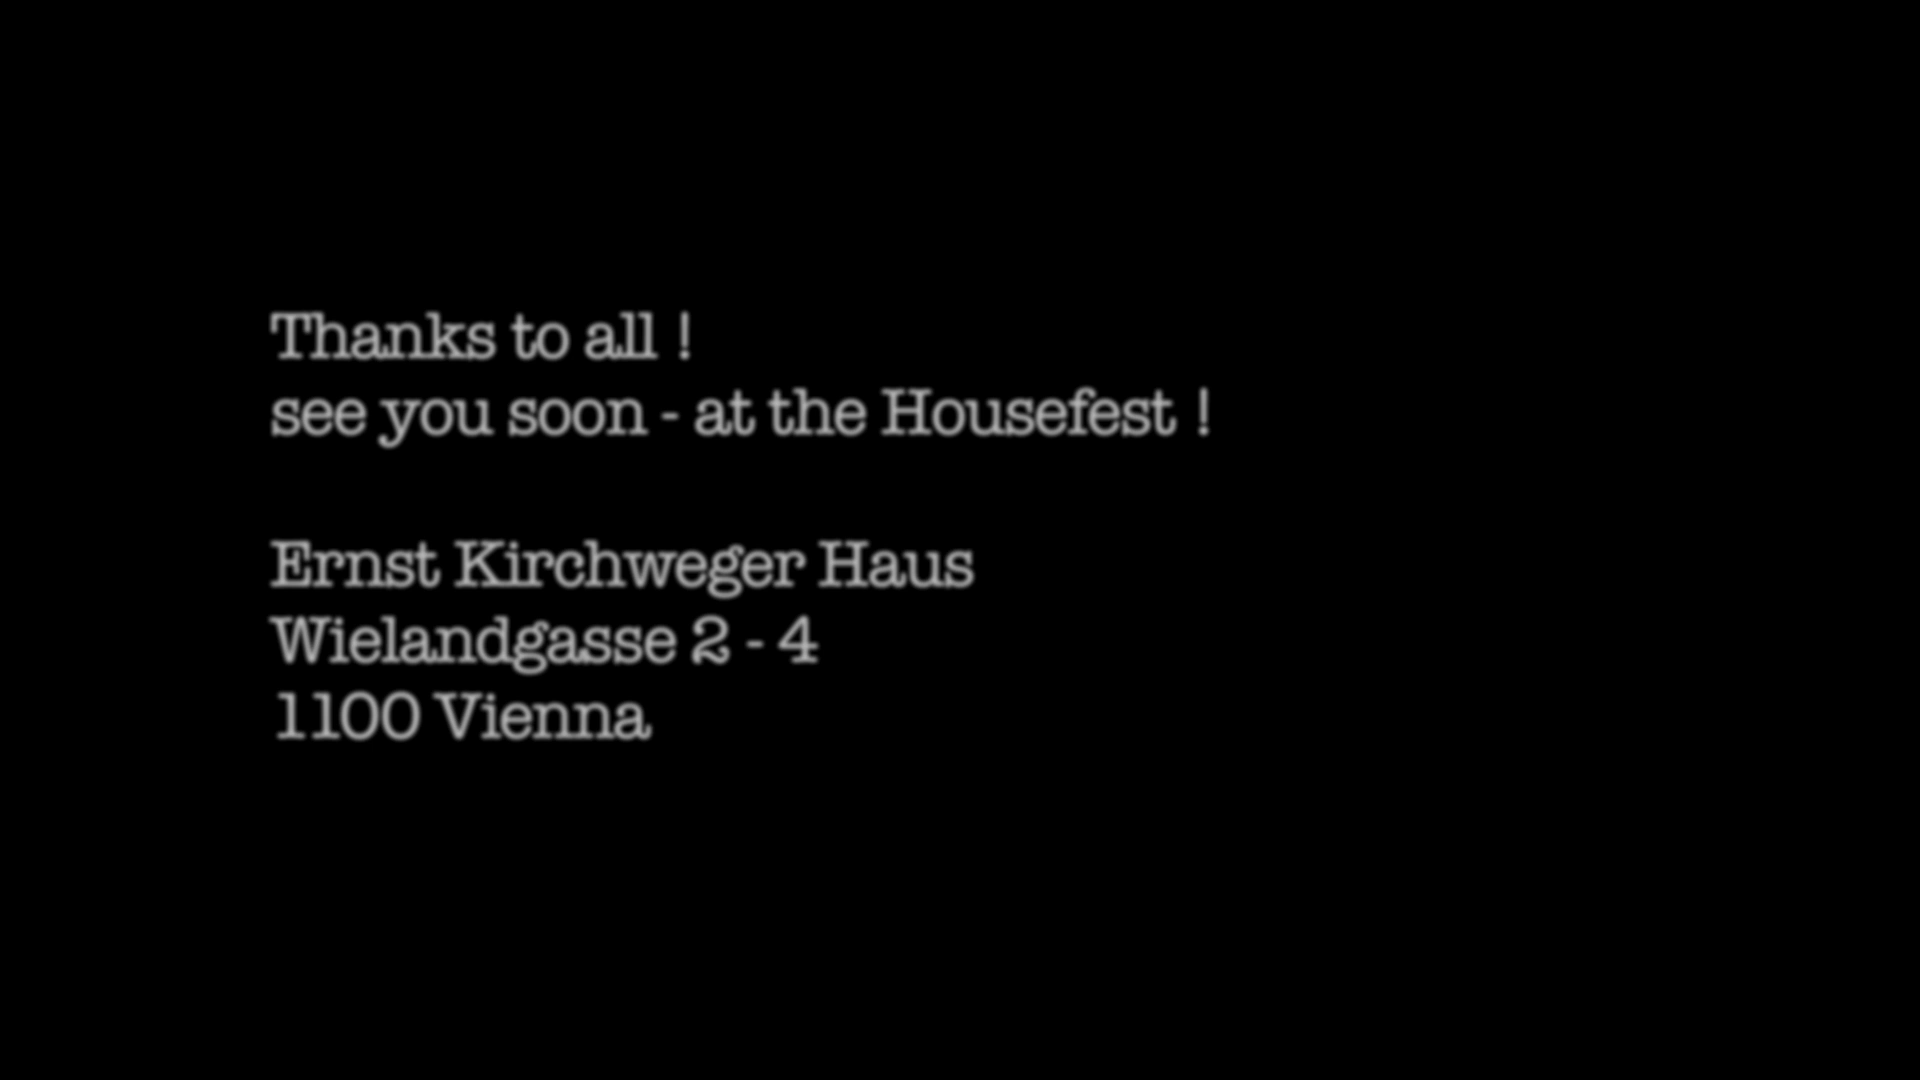 Thanks to all !
see you soon - at the Housefest !
Ernst Kirchweger Haus
Wielandgasse 2 - 4
1100 Vienna